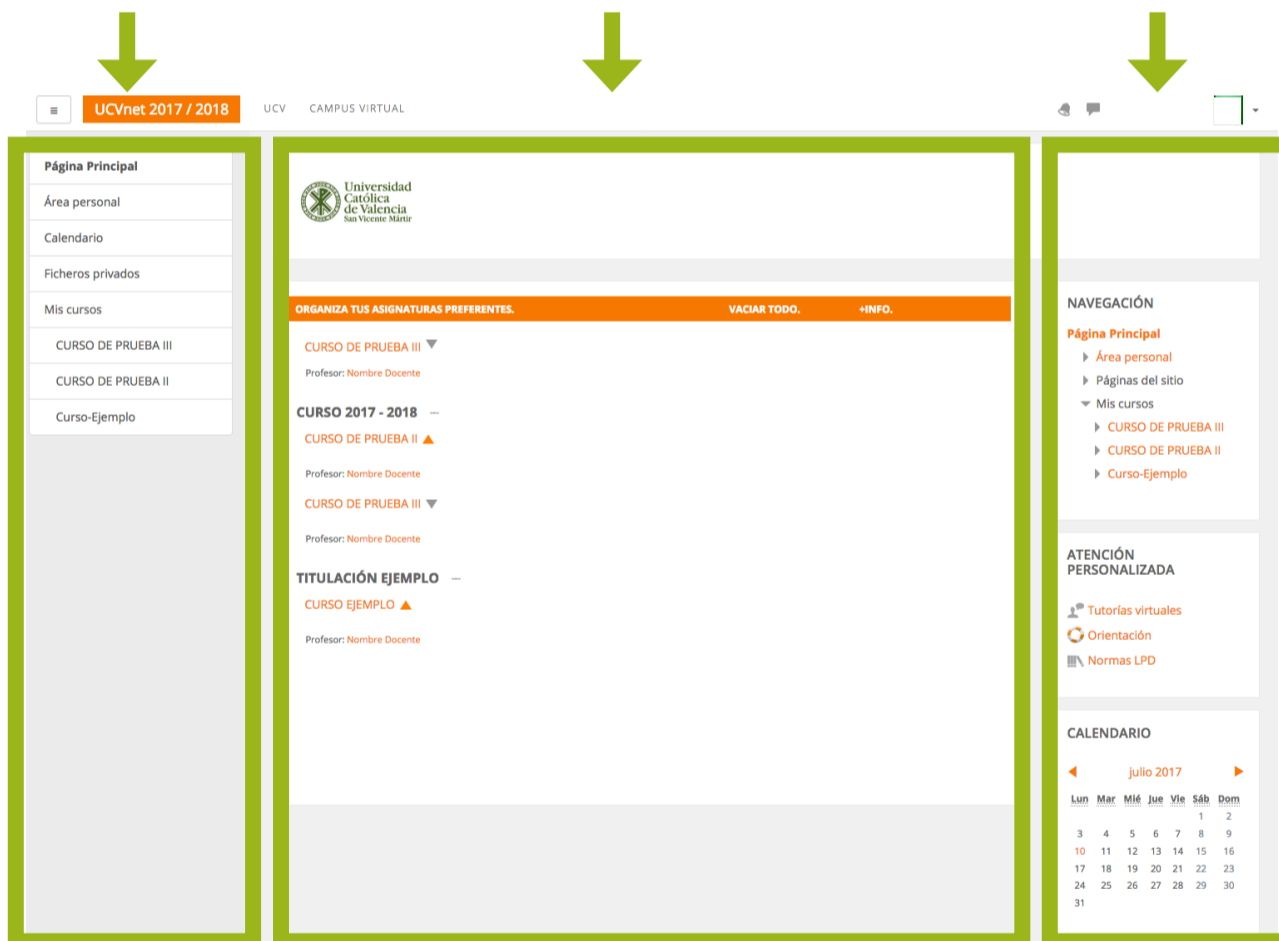 UCVnet 2017 / 2018
UCV
CAMPUS VIRTUAL
Página Principal
Área personal
Calendario
Ficheros privados
Mis cursos
CURSO DE PRUEBA III
CURSO DE PRUEBA II
Curso-Ejemplo
Universidad
Católica
de Valencia
San Vicente Mártir
ORGANIZA TUS ASIGNATURAS PREFERENTES. VACIAR TODO. +INFO.
CURSO DE PRUEBA III
Profesor: Nombre Docente
CURSO 2017 - 2018 —
CURSO DE PRUEBA II
Profesor: Nombre Docente
CURSO DE PRUEBA III
Profesor: Nombre Docente
TITULACIÓN EJEMPLO —
CURSO EJEMPLO
Profesor: Nombre Docente
NAVEGACIÓN
Página Principal
Área personal
Páginas del sitio
Mis cursos
CURSO DE PRUEBA III
CURSO DE PRUEBA II
Curso-Ejemplo
ATENCIÓN
PERSONALIZADA
Tutorías virtuales
Orientación
Normas LPD
CALENDARIO
julio 2017
Lun Mar Mié Jue Vie Sáb Dom
1 2
3 4 5 6 7 8 9
10 11 12 13 14 15 16
17 18 19 20 21 22 23
24 25 26 27 28 29 30
31